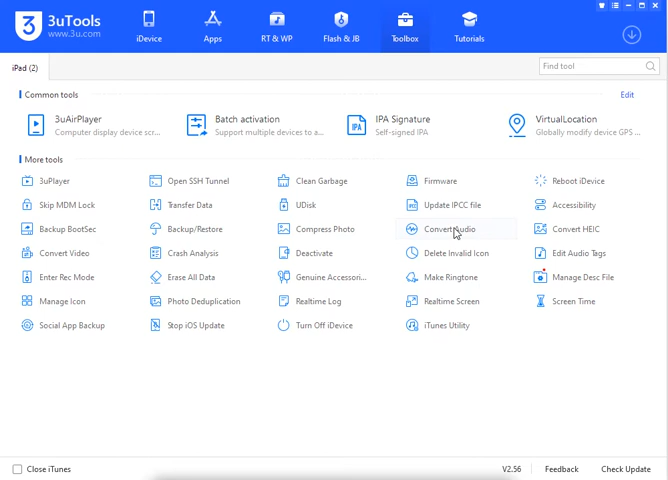 3uTools
www.3u.com
iDevice
Apps
RT & WP
Flash & JB
Toolbox
Tutorials
iPad (2)
Find tool
Common tools
Edit
3uAirPlayer
Computer display device scr...
Batch activation
Support multiple devices to a...
IPA Signature
Self-signed IPA
VirtualLocation
Globally modify device GPS ...
More tools
3uPlayer
Open SSH Tunnel
Clean Garbage
Firmware
Reboot iDevice
Skip MDM Lock
Transfer Data
UDisk
Update IPCC file
Accessibility
Backup BootSec
Backup/Restore
Compress Photo
Convert Audio
Convert HEIC
Convert Video
Crash Analysis
Deactivate
Delete Invalid Icon
Edit Audio Tags
Enter Rec Mode
Erase All Data
Genuine Accessori...
Make Ringtone
Manage Desc File
Manage Icon
Photo Deduplication
Realtime Log
Realtime Screen
Screen Time
Social App Backup
Stop iOS Update
Turn Off iDevice
iTunes Utility
Close iTunes
V2.56
Feedback
Check Update